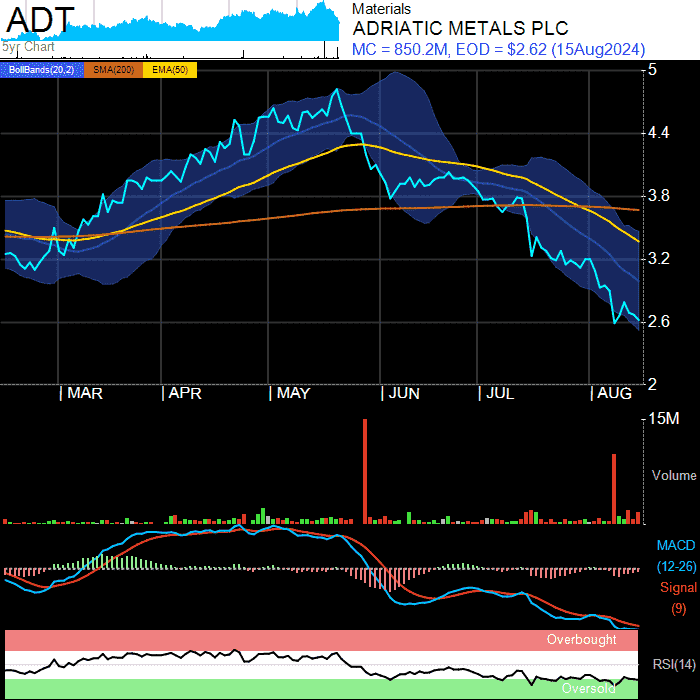 ADT
5yr Chart
Materials
ADRIATIC METALS PLC
MC = 850.2M, EOD = $2.62 (15Aug2024)
BollBands(20,2) SMA(200) EMA(50)
5
4.4
3.8
3.2
2.6
2
MAR APR MAY JUN JUL AUG
15M
Volume
MACD
(12-26)
Signal
(9)
Overbought
RSI(14)
Oversold